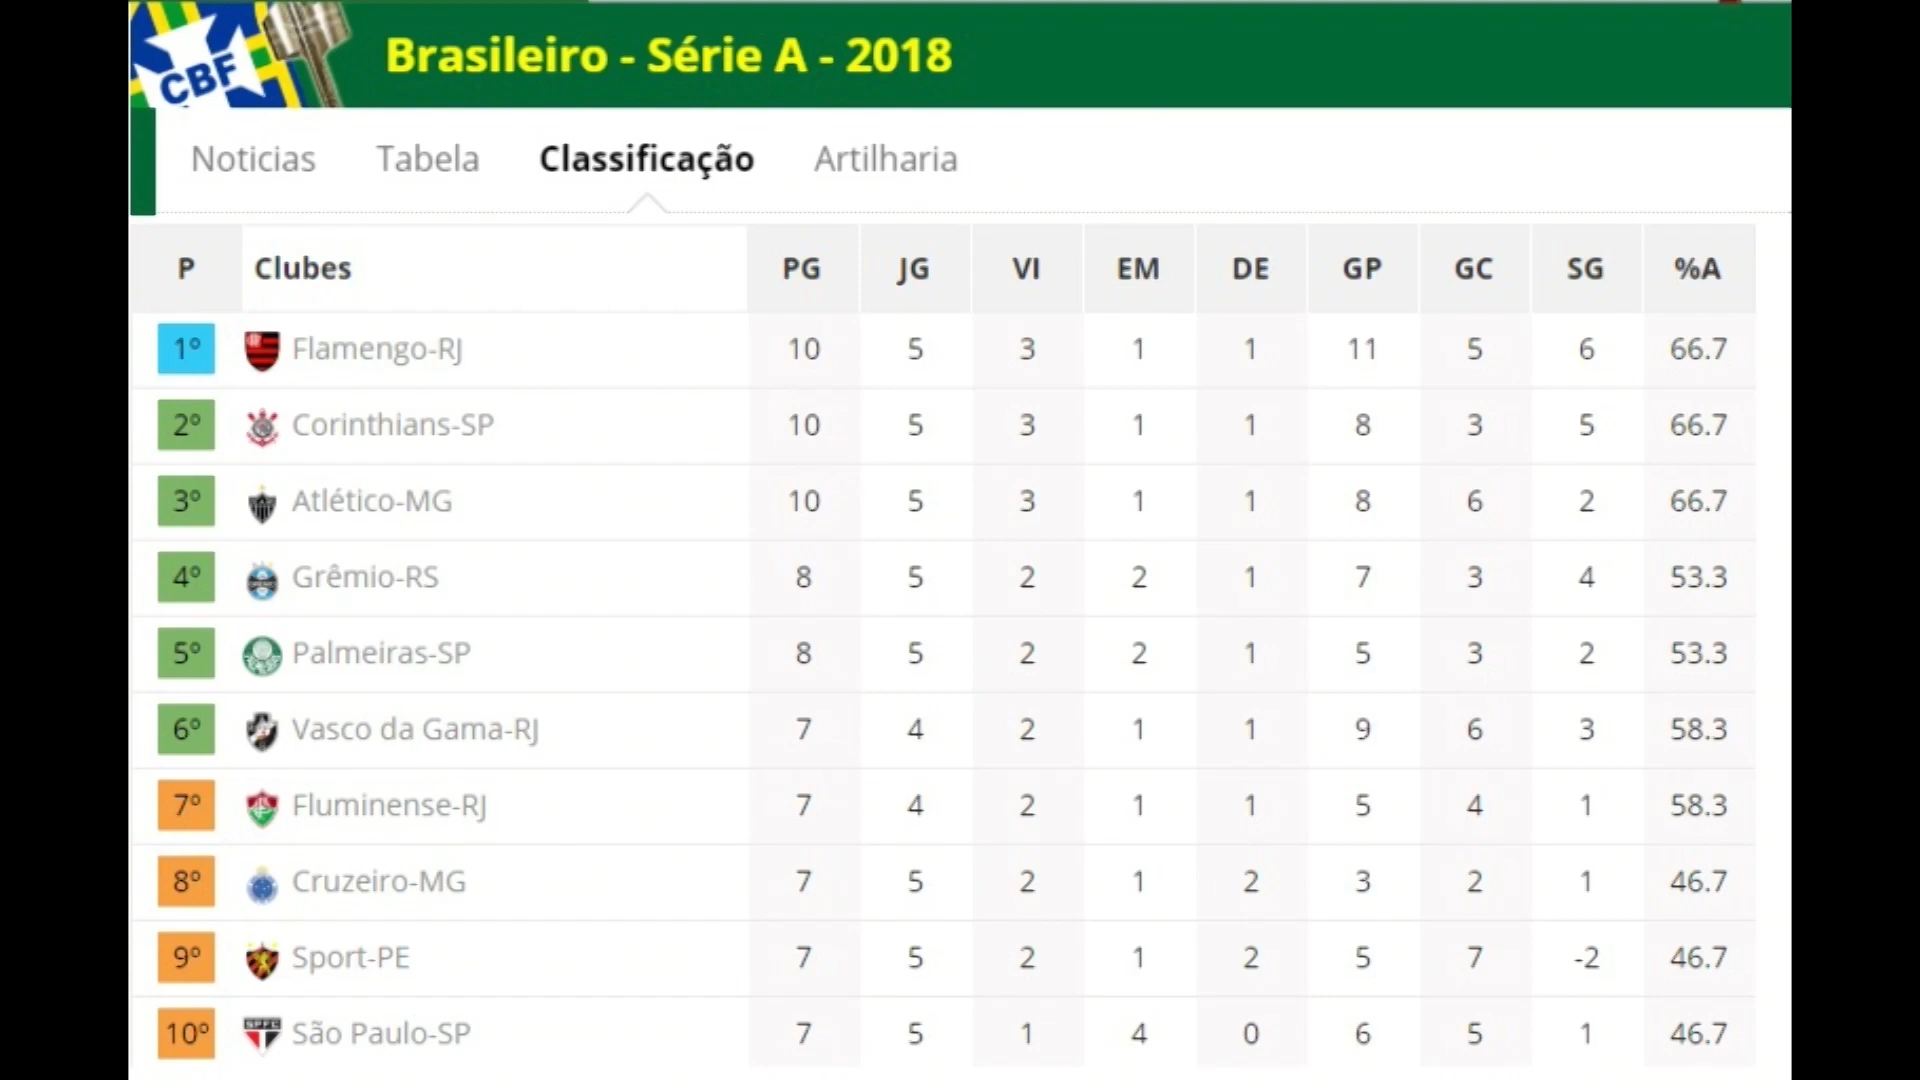 CBF
Brasileiro - Série A - 2018
Noticias Tabela Classificação Artilharia
P Clubes PG JG VI EM DE GP GC SG %A
1º Flamengo-RJ 10 5 3 1 1 11 5 6 66.7
2º Corinthians-SP 10 5 3 1 1 8 3 5 66.7
3º Atlético-MG 10 5 3 1 1 8 6 2 66.7
4º Grêmio-RS 8 5 2 2 1 7 3 4 53.3
5º Palmeiras-SP 8 5 2 2 1 5 3 2 53.3
6º Vasco da Gama-RJ 7 4 2 1 1 9 6 3 58.3
7º Fluminense-RJ 7 4 2 1 1 5 4 1 58.3
8º Cruzeiro-MG 7 5 2 1 2 3 2 1 46.7
9º Sport-PE 7 5 2 1 2 5 7 -2 46.7
10º SPFC São Paulo-SP 7 5 1 4 0 6 5 1 46.7